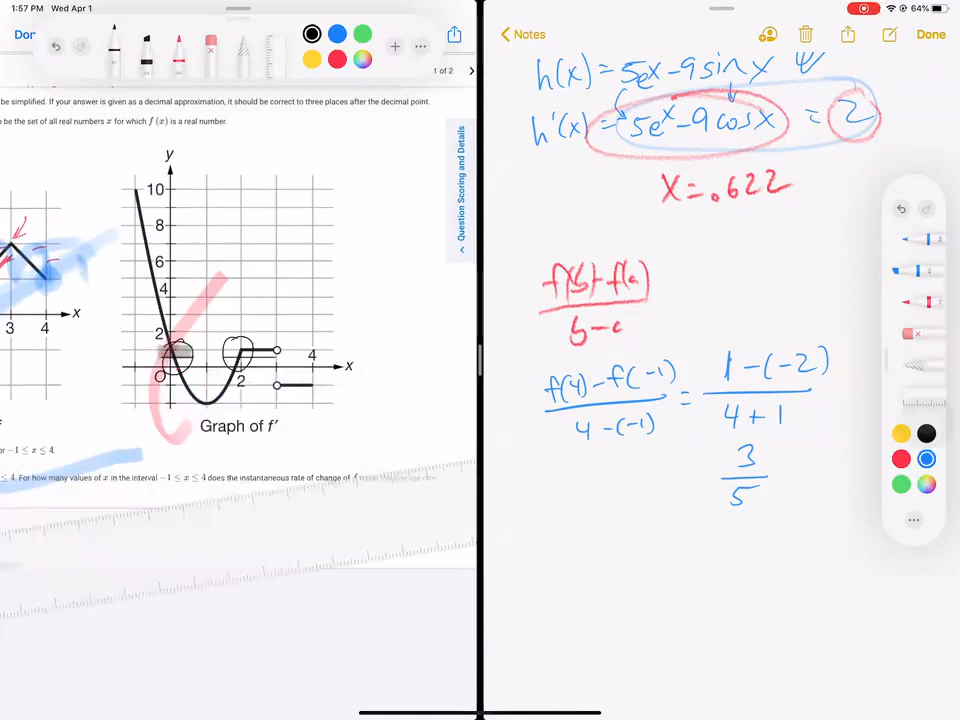 1:57 PM Wed Apr 1
64%
1 of 2
Notes
Done
be simplified. If your answer is given as a decimal approximation, it should be correct to three places after the decimal point.
be the set of all real numbers x for which f (x) is a real number.
Question Scoring and Details
x
3 4
y
10
8
6
4
2
O
2
4
x
Graph of f′
−1 ≤ x ≤ 4.
≤ 4. For how many values of x in the interval −1 ≤ x ≤ 4 does the instantaneous rate of change of f
h(x) = 5eˣ − 9 sin x
h'(x) = 5eˣ − 9 cos x = 2
x = .622
f(b) − f(a)
b − a
f(4) − f(−1) = 1 − (−2)
4 − (−1) 4 + 1
3
5